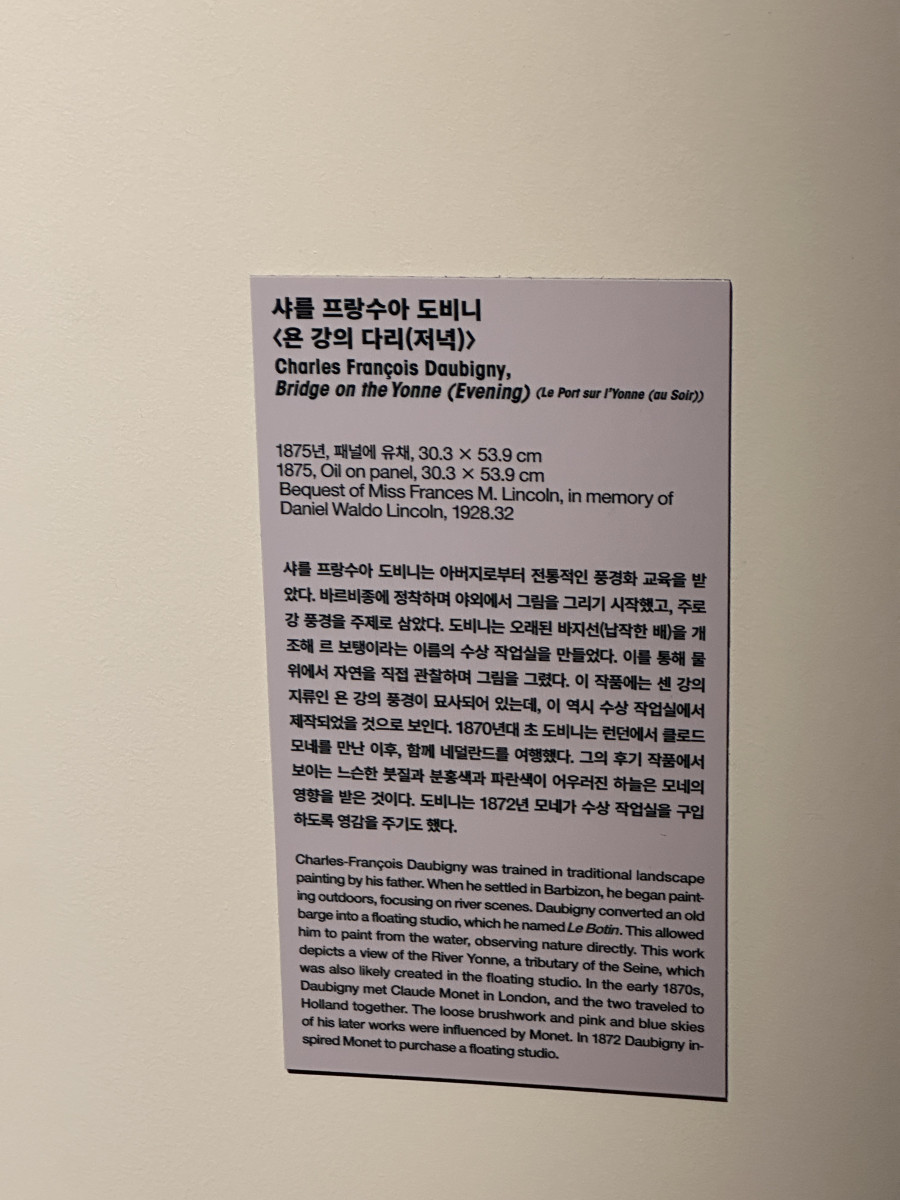 샤를 프랑수아 도비니
〈욘 강의 다리(저녁)〉
Charles François Daubigny,
Bridge on the Yonne (Evening) (Le Port sur l'Yonne (au Soir))
1875년, 패널에 유채, 30.3 × 53.9 cm
1875, Oil on panel, 30.3 × 53.9 cm
Bequest of Miss Frances M. Lincoln, in memory of
Daniel Waldo Lincoln, 1928.32
샤를 프랑수아 도비니는 아버지로부터 전통적인 풍경화 교육을 받
았다. 바르비종에 정착하며 야외에서 그림을 그리기 시작했고, 주로
강 풍경을 주제로 삼았다. 도비니는 오래된 바지선(납작한 배)을 개
조해 르 보탱이라는 이름의 수상 작업실을 만들었다. 이를 통해 물
위에서 자연을 직접 관찰하며 그림을 그렸다. 이 작품에는 센 강의
지류인 욘 강의 풍경이 묘사되어 있는데, 이 역시 수상 작업실에서
제작되었을 것으로 보인다. 1870년대 초 도비니는 런던에서 클로드
모네를 만난 이후, 함께 네덜란드를 여행했다. 그의 후기 작품에서
보이는 느슨한 붓질과 분홍색과 파란색이 어우러진 하늘은 모네의
영향을 받은 것이다. 도비니는 1872년 모네가 수상 작업실을 구입
하도록 영감을 주기도 했다.
Charles-François Daubigny was trained in traditional landscape
painting by his father. When he settled in Barbizon, he began paint-
ing outdoors, focusing on river scenes. Daubigny converted an old
barge into a floating studio, which he named Le Botin. This allowed
him to paint from the water, observing nature directly. This work
depicts a view of the River Yonne, a tributary of the Seine, which
was also likely created in the floating studio. In the early 1870s,
Daubigny met Claude Monet in London, and the two traveled to
Holland together. The loose brushwork and pink and blue skies
of his later works were influenced by Monet. In 1872 Daubigny in-
spired Monet to purchase a floating studio.